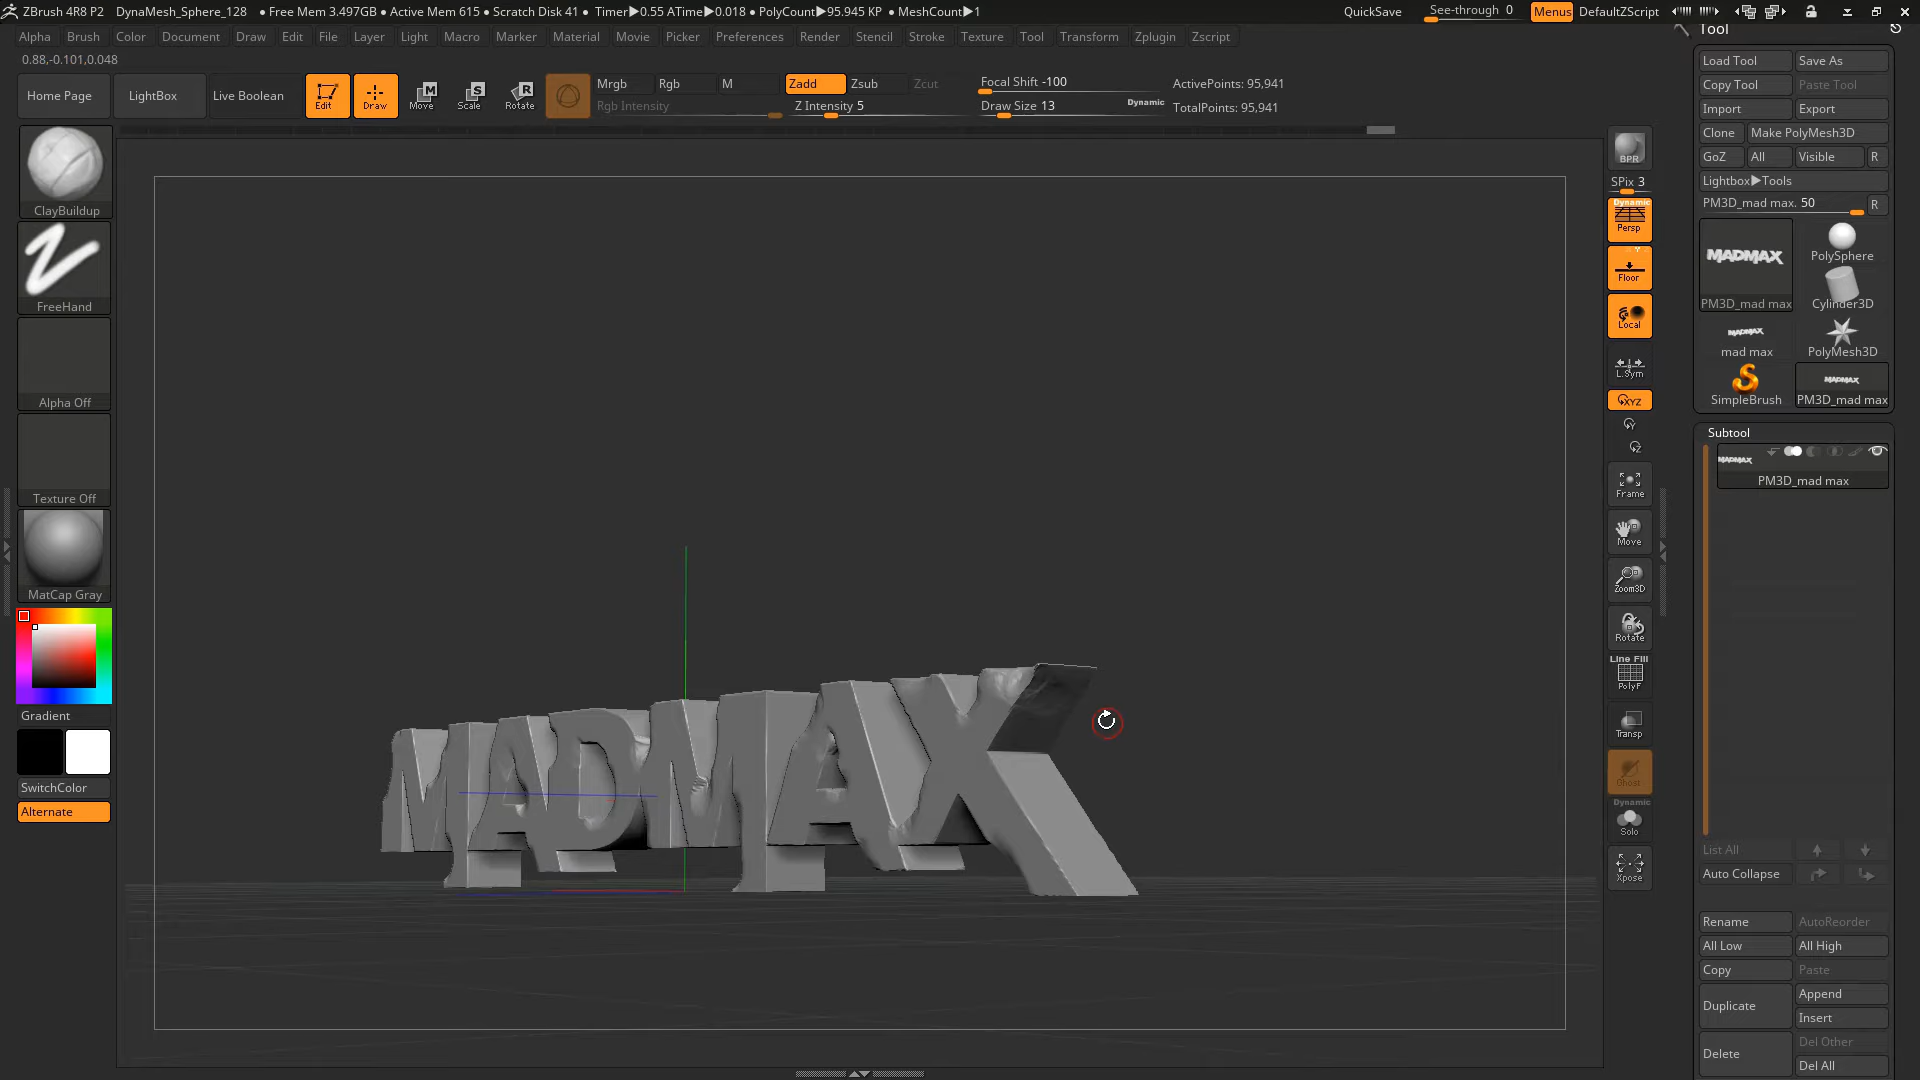 ZBrush 4R8 P2 DynaMesh_Sphere_128 ● Free Mem 3.497GB ● Active Mem 615 ● Scratch Disk 41 ● Timer▶0.55 ATime▶0.018 ● PolyCount▶95.945 KP ● MeshCount▶1 QuickSave See-through 0 Menus DefaultZScript
Alpha Brush Color Document Draw Edit File Layer Light Macro Marker Material Movie Picker Preferences Render Stencil Stroke Texture Tool Transform Zplugin Zscript
Tool
0.88,-0.101,0.048
Home Page LightBox Live Boolean Edit Draw Move Scale Rotate
Mrgb Rgb M Zadd Zsub Zcut Focal Shift -100 ActivePoints: 95,941
Rgb Intensity Z Intensity 5 Draw Size 13 Dynamic TotalPoints: 95,941
ClayBuildup
FreeHand
Alpha Off
Texture Off
MatCap Gray
Gradient
SwitchColor
Alternate
MADMAX
BPR
SPix 3
Dynamic
Persp
Floor
Local
L.Sym
XYZ
Y
Z
Frame
Move
Zoom3D
Rotate
Line Fill
PolyF
Transp
Ghost
Dynamic
Solo
Xpose
Load Tool Save As
Copy Tool Paste Tool
Import Export
Clone Make PolyMesh3D
GoZ All Visible R
Lightbox▶Tools
PM3D_mad max. 50 R
MADMAX
PM3D_mad max
PolySphere
Cylinder3D
MADMAX
mad max
PolyMesh3D
SimpleBrush
MADMAX
PM3D_mad max
Subtool
MADMAX
PM3D_mad max
List All
Auto Collapse
Rename AutoReorder
All Low All High
Copy Paste
Duplicate Append
Insert
Delete Del Other
Del All